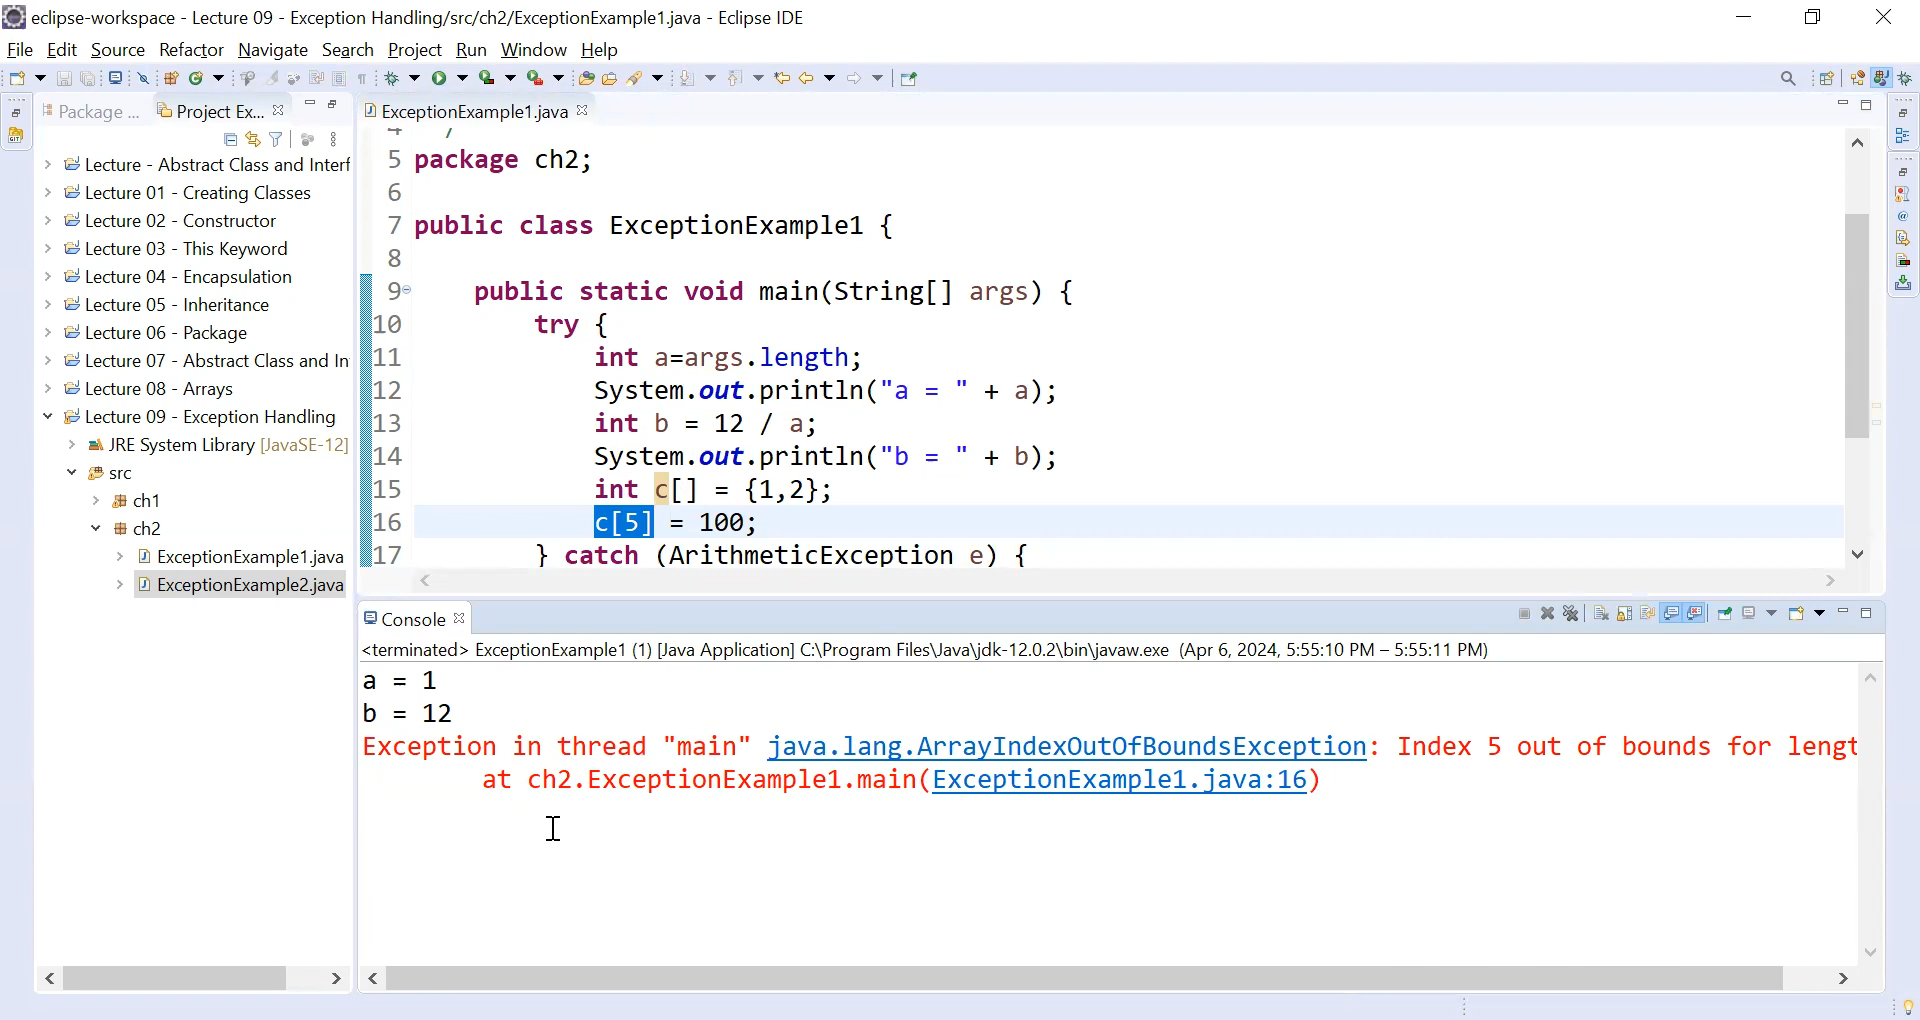 eclipse-workspace - Lecture 09 - Exception Handling/src/ch2/ExceptionExample1.java - Eclipse IDE
File Edit Source Refactor Navigate Search Project Run Window Help
Package ... Project Ex...
ExceptionExample1.java
Lecture - Abstract Class and Interf
Lecture 01 - Creating Classes
Lecture 02 - Constructor
Lecture 03 - This Keyword
Lecture 04 - Encapsulation
Lecture 05 - Inheritance
Lecture 06 - Package
Lecture 07 - Abstract Class and In
Lecture 08 - Arrays
Lecture 09 - Exception Handling
JRE System Library [JavaSE-12]
src
ch1
ch2
ExceptionExample1.java
ExceptionExample2.java
5 package ch2;
6
7 public class ExceptionExample1 {
8
9 public static void main(String[] args) {
10 try {
11 int a=args.length;
12 System.out.println("a = " + a);
13 int b = 12 / a;
14 System.out.println("b = " + b);
15 int c[] = {1,2};
16 c[5] = 100;
17 } catch (ArithmeticException e) {
Console
<terminated> ExceptionExample1 (1) [Java Application] C:\Program Files\Java\jdk-12.0.2\bin\javaw.exe (Apr 6, 2024, 5:55:10 PM – 5:55:11 PM)
a = 1
b = 12
Exception in thread "main" java.lang.ArrayIndexOutOfBoundsException: Index 5 out of bounds for lengt
at ch2.ExceptionExample1.main(ExceptionExample1.java:16)